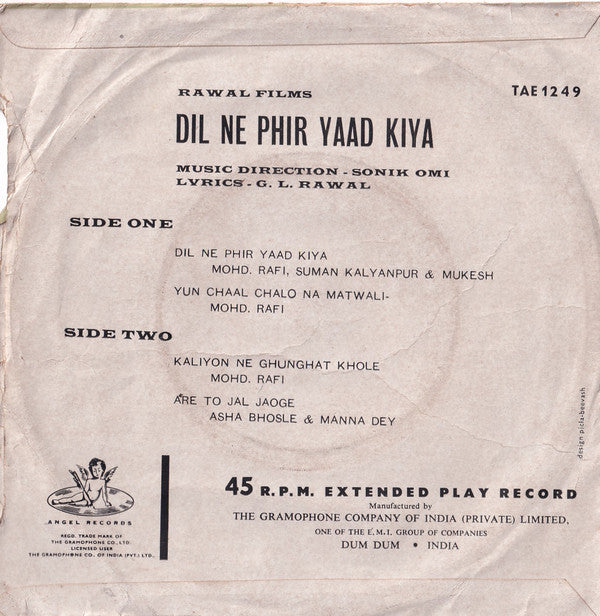 RAWAL FILMS
TAE 1249
DIL NE PHIR YAAD KIYA
MUSIC DIRECTION - SONIK OMI
LYRICS - G. L. RAWAL
SIDE ONE
DIL NE PHIR YAAD KIYA
MOHD. RAFI, SUMAN KALYANPUR & MUKESH
YUN CHAAL CHALO NA MATWALI-
MOHD. RAFI
SIDE TWO
KALIYON NE GHUNGHAT KHOLE
MOHD. RAFI
ARE TO JAL JAOGE
ASHA BHOSLE & MANNA DEY
design picla-beevash
45 R.P.M. EXTENDED PLAY RECORD
Manufactured by
THE GRAMOPHONE COMPANY OF INDIA (PRIVATE) LIMITED,
ONE OF THE E.M.I. GROUP OF COMPANIES
DUM DUM • INDIA
ANGEL RECORDS
REGD. TRADE MARK OF
THE GRAMOPHONE CO., LTD.
LICENSED USER
THE GRAMOPHONE CO. OF INDIA (PVT.) LTD.